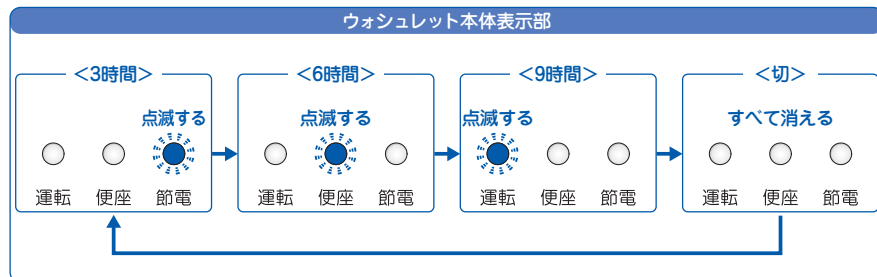 ウォシュレット本体表示部
＜3時間＞
点滅する
運転 便座 節電
＜6時間＞
点滅する
運転 便座 節電
＜9時間＞
点滅する
運転 便座 節電
＜切＞
すべて消える
運転 便座 節電